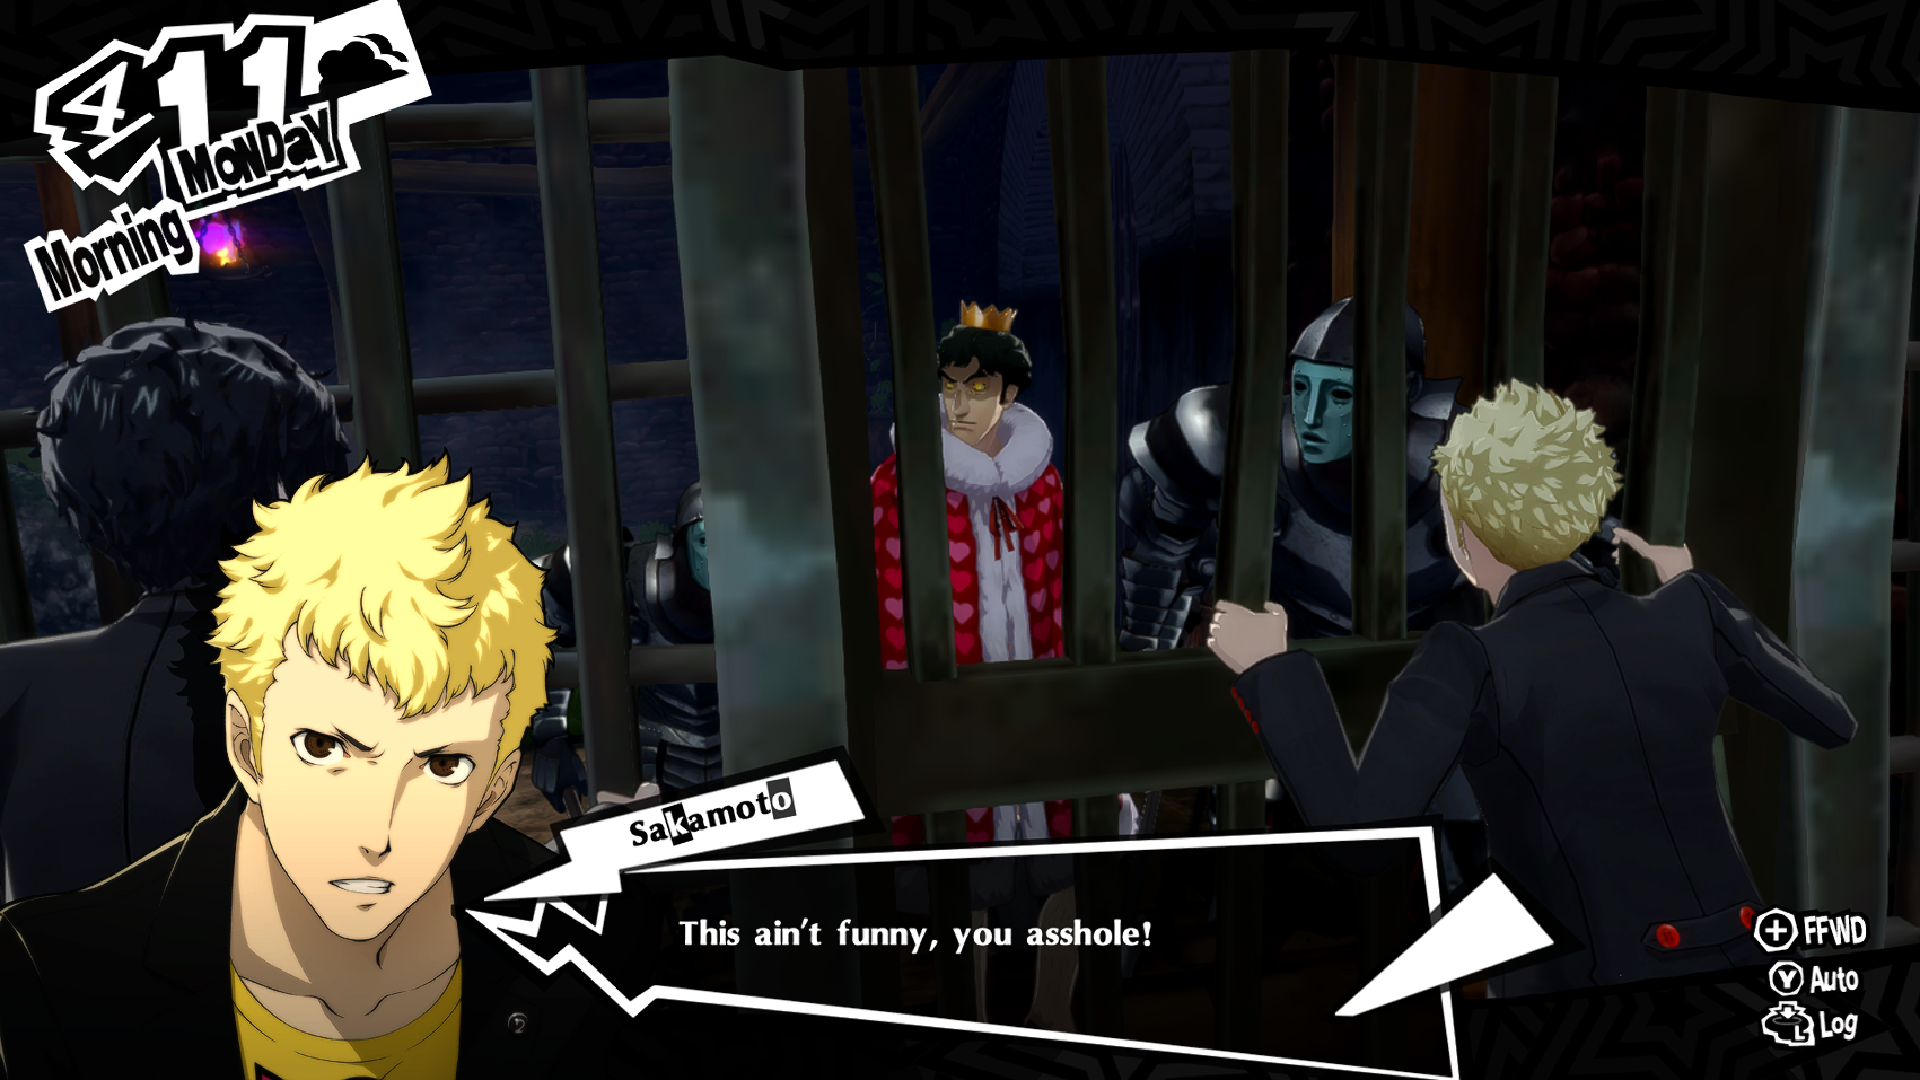 4/11
MONDaY
Morning
Sakamoto
This ain't funny, you asshole!
+ FFWD
Y Auto
L Log